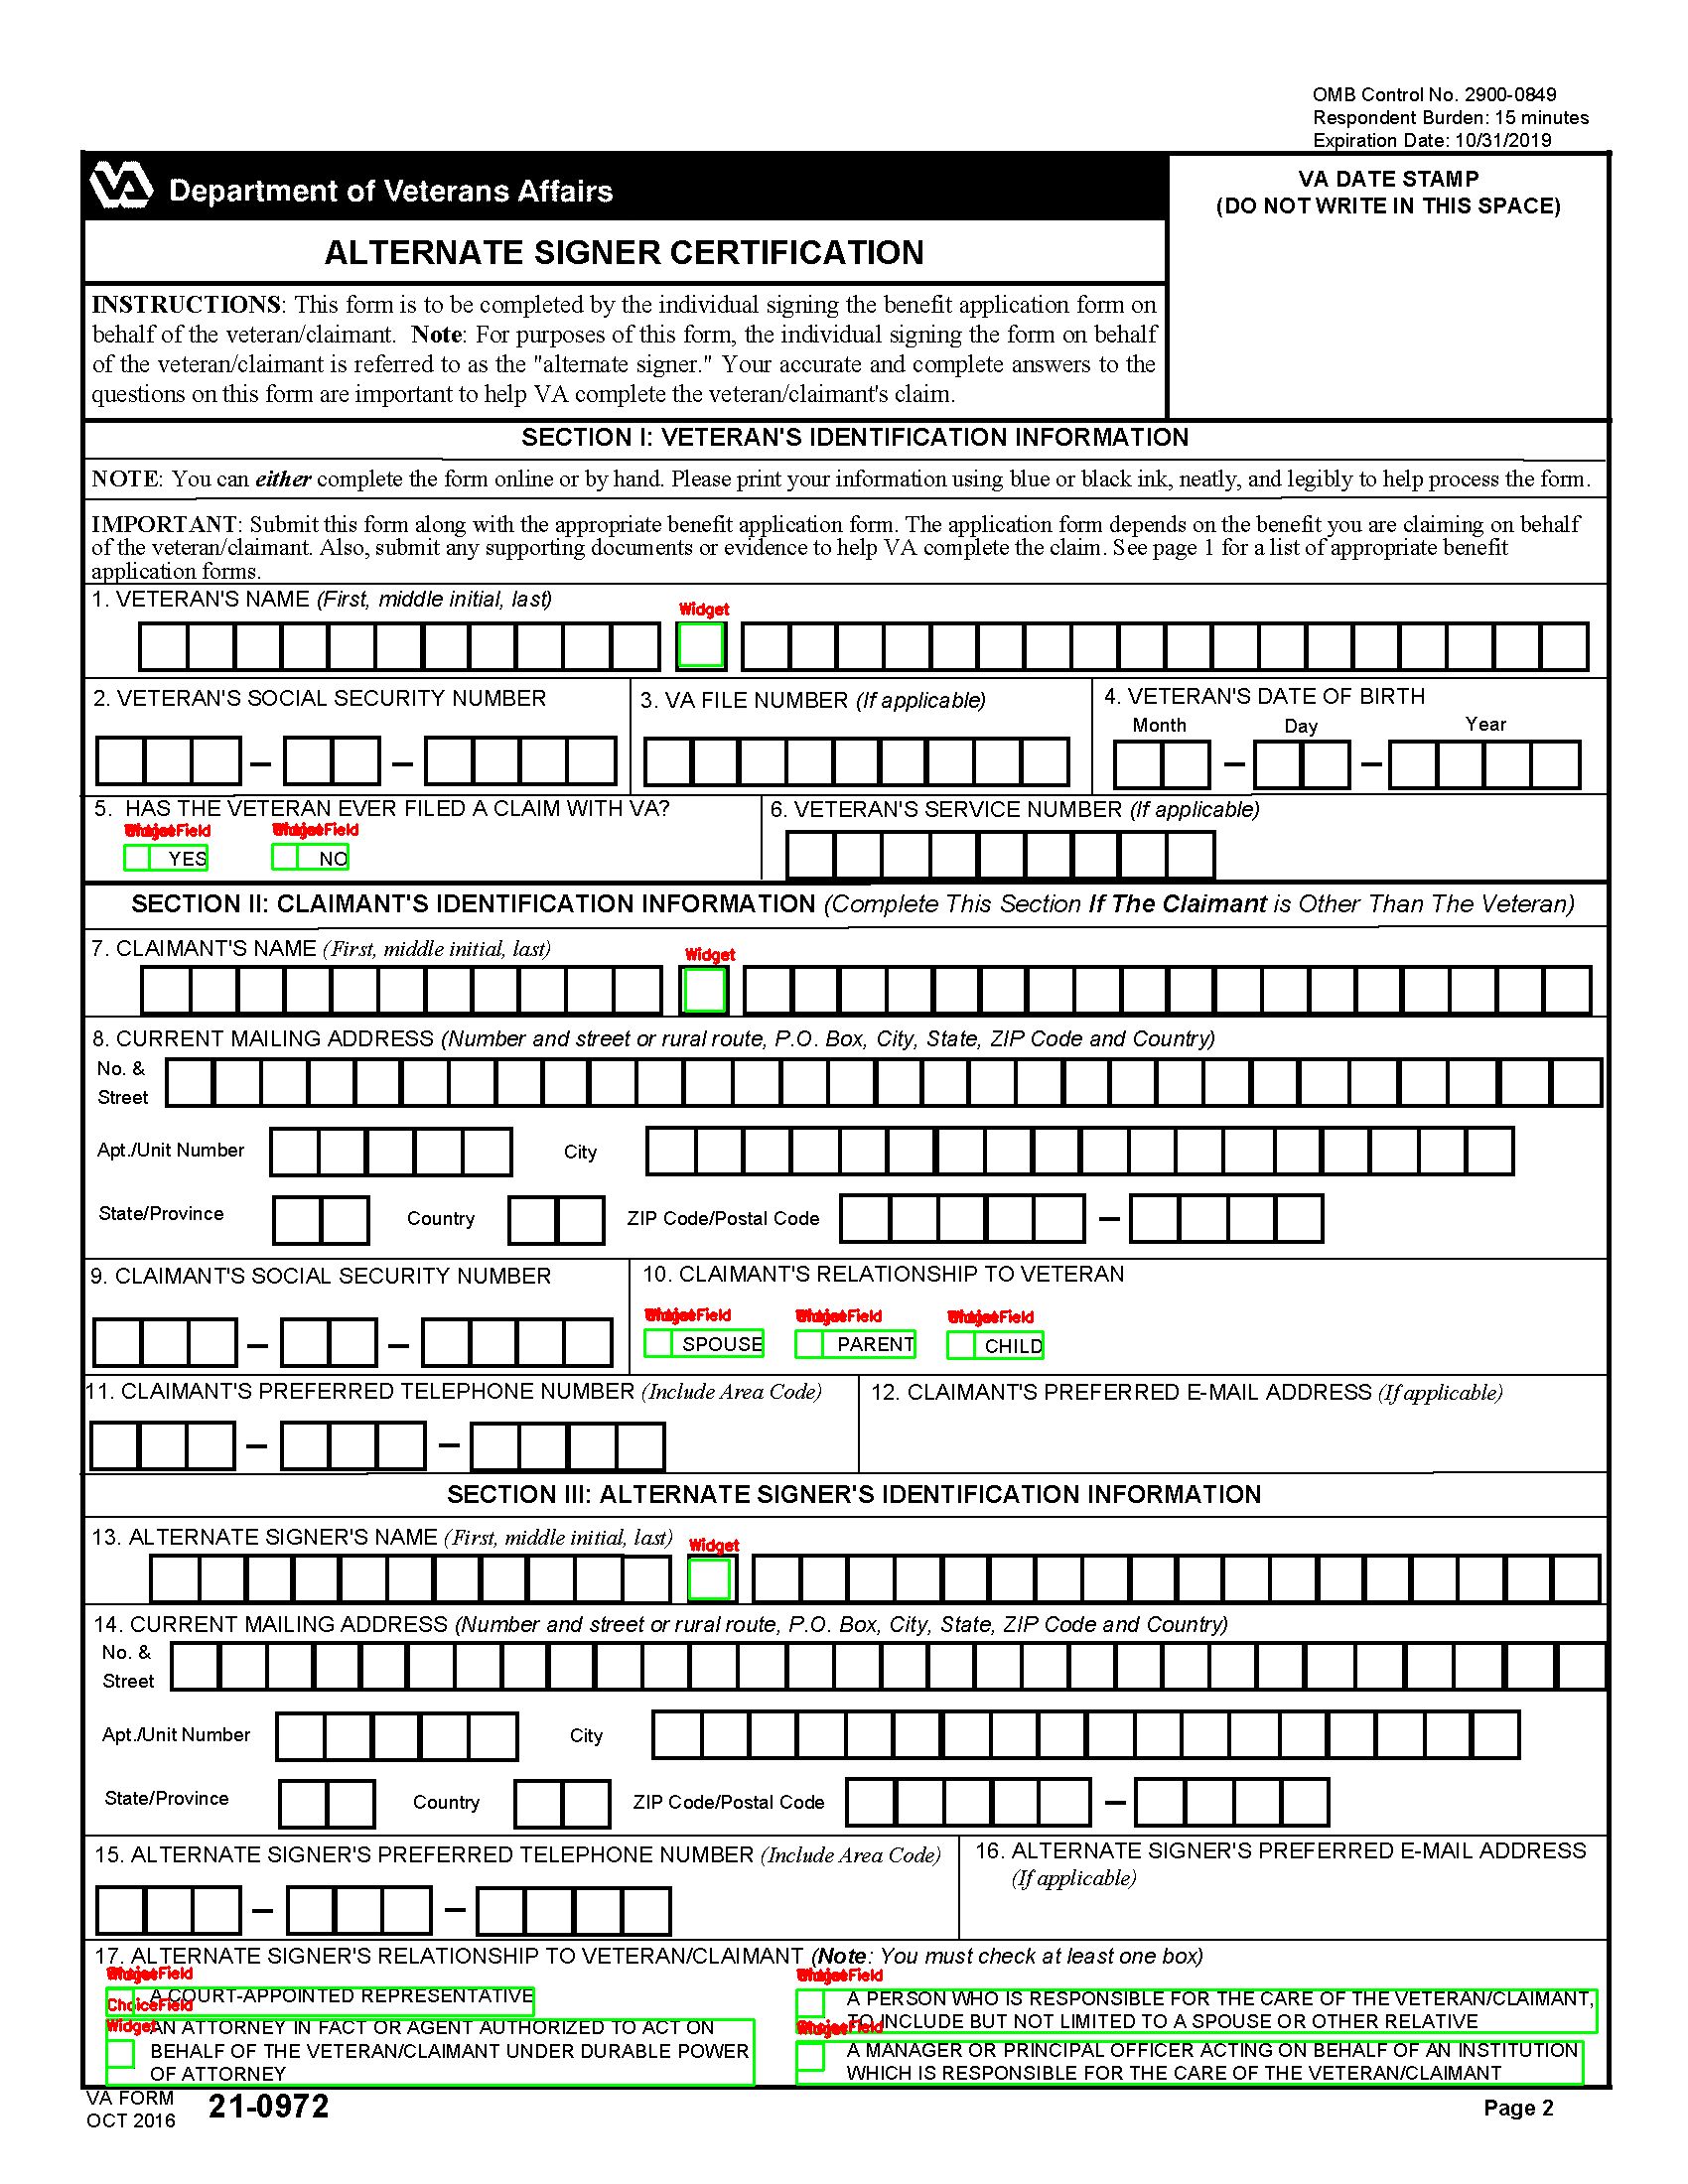 OMB Control No. 2900-0849
Respondent Burden: 15 minutes
Expiration Date: 10/31/2019
VA Department of Veterans Affairs
VA DATE STAMP
(DO NOT WRITE IN THIS SPACE)
ALTERNATE SIGNER CERTIFICATION
INSTRUCTIONS: This form is to be completed by the individual signing the benefit application form on
behalf of the veteran/claimant. Note: For purposes of this form, the individual signing the form on behalf
of the veteran/claimant is referred to as the "alternate signer." Your accurate and complete answers to the
questions on this form are important to help VA complete the veteran/claimant's claim.
SECTION I: VETERAN'S IDENTIFICATION INFORMATION
NOTE: You can either complete the form online or by hand. Please print your information using blue or black ink, neatly, and legibly to help process the form.
IMPORTANT: Submit this form along with the appropriate benefit application form. The application form depends on the benefit you are claiming on behalf
of the veteran/claimant. Also, submit any supporting documents or evidence to help VA complete the claim. See page 1 for a list of appropriate benefit
application forms.
1. VETERAN'S NAME (First, middle initial, last)
Widget
2. VETERAN'S SOCIAL SECURITY NUMBER
3. VA FILE NUMBER (If applicable)
4. VETERAN'S DATE OF BIRTH
Month Day Year
5. HAS THE VETERAN EVER FILED A CLAIM WITH VA?
Field Field
YES NO
6. VETERAN'S SERVICE NUMBER (If applicable)
SECTION II: CLAIMANT'S IDENTIFICATION INFORMATION (Complete This Section If The Claimant is Other Than The Veteran)
7. CLAIMANT'S NAME (First, middle initial, last)
Widget
8. CURRENT MAILING ADDRESS (Number and street or rural route, P.O. Box, City, State, ZIP Code and Country)
No. &
Street
Apt./Unit Number City
State/Province Country ZIP Code/Postal Code
9. CLAIMANT'S SOCIAL SECURITY NUMBER
10. CLAIMANT'S RELATIONSHIP TO VETERAN
Field Field Field
SPOUSE PARENT CHILD
11. CLAIMANT'S PREFERRED TELEPHONE NUMBER (Include Area Code)
12. CLAIMANT'S PREFERRED E-MAIL ADDRESS (If applicable)
SECTION III: ALTERNATE SIGNER'S IDENTIFICATION INFORMATION
13. ALTERNATE SIGNER'S NAME (First, middle initial, last)
Widget
14. CURRENT MAILING ADDRESS (Number and street or rural route, P.O. Box, City, State, ZIP Code and Country)
No. &
Street
Apt./Unit Number City
State/Province Country ZIP Code/Postal Code
15. ALTERNATE SIGNER'S PREFERRED TELEPHONE NUMBER (Include Area Code)
16. ALTERNATE SIGNER'S PREFERRED E-MAIL ADDRESS
(If applicable)
17. ALTERNATE SIGNER'S RELATIONSHIP TO VETERAN/CLAIMANT (Note: You must check at least one box)
Field
A COURT-APPOINTED REPRESENTATIVE
ChoiceField
Widget
AN ATTORNEY IN FACT OR AGENT AUTHORIZED TO ACT ON
BEHALF OF THE VETERAN/CLAIMANT UNDER DURABLE POWER
OF ATTORNEY
Field
A PERSON WHO IS RESPONSIBLE FOR THE CARE OF THE VETERAN/CLAIMANT,
TO INCLUDE BUT NOT LIMITED TO A SPOUSE OR OTHER RELATIVE
Field
A MANAGER OR PRINCIPAL OFFICER ACTING ON BEHALF OF AN INSTITUTION
WHICH IS RESPONSIBLE FOR THE CARE OF THE VETERAN/CLAIMANT
VA FORM
OCT 2016
21-0972
Page 2